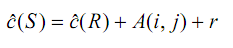 ĉ(S) = ĉ(R) + A(i, j) + r